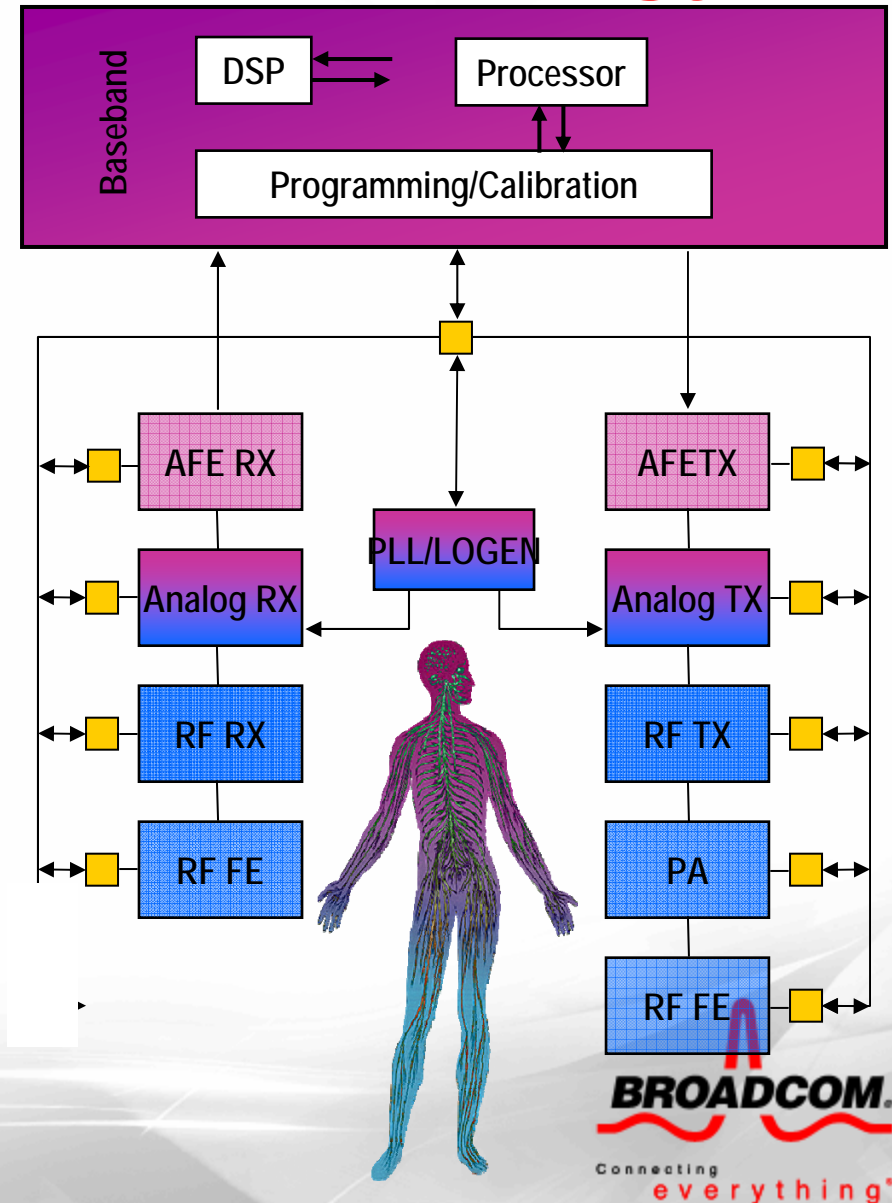 Baseband
DSP
Processor
Programming/Calibration
AFE RX
AFETX
PLL/LOGEN
Analog RX
Analog TX
RF RX
RF TX
RF FE
PA
RF FE
BROADCOM.
Connecting
everything